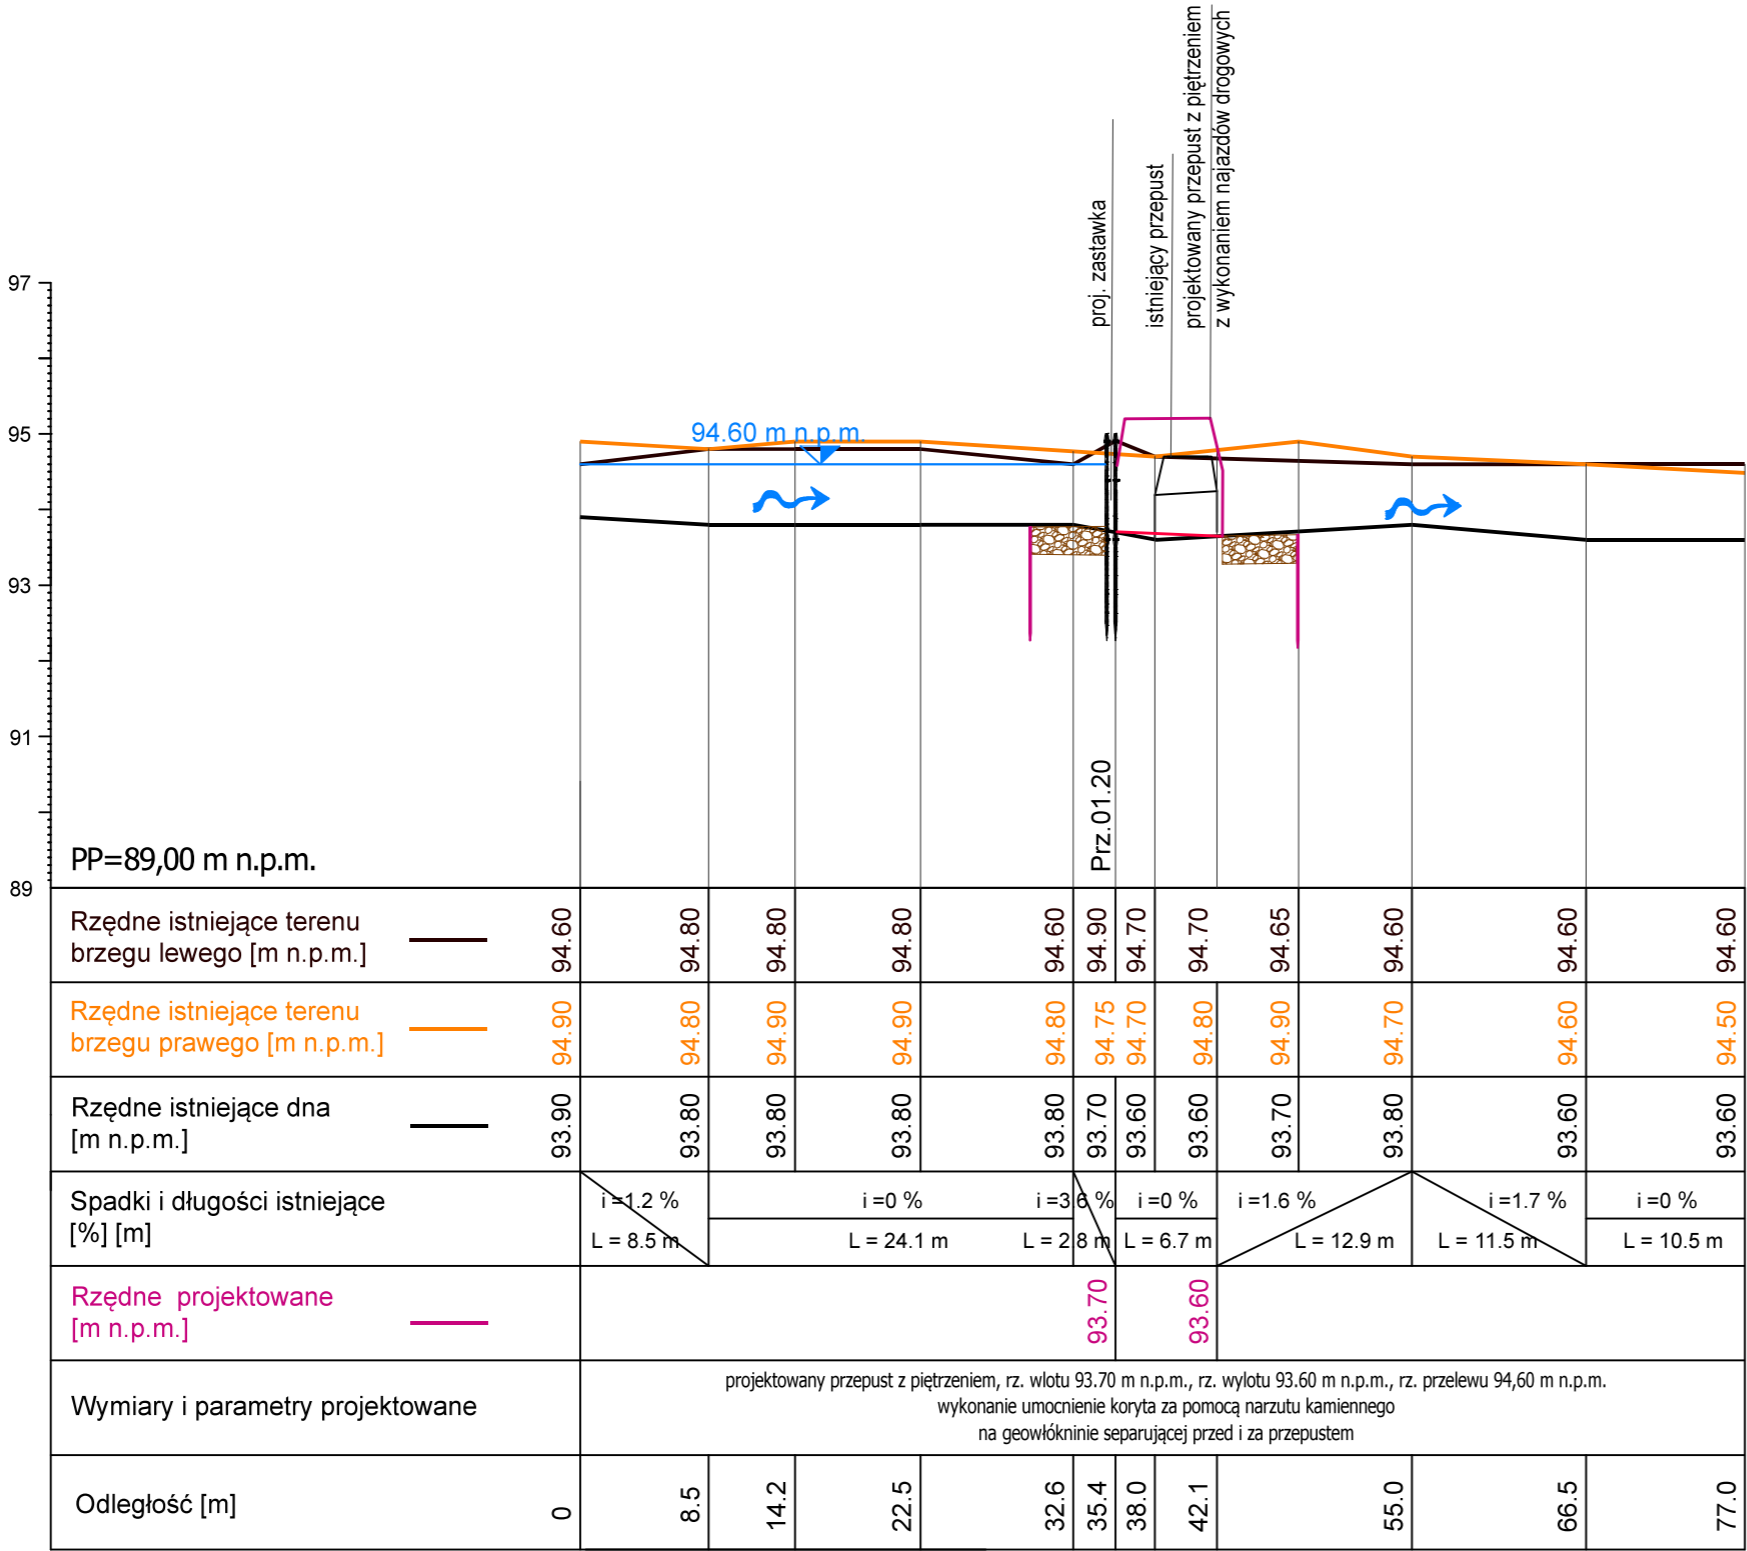 proj. zastawka
istniejący przepust
projektowany przepust z piętrzeniem
z wykonaniem najazdów drogowych
97
95
93
91
89
94.60 m n.p.m.
Prz.01.20
PP=89,00 m n.p.m.
Rzędne istniejące terenu
brzegu lewego [m n.p.m.]
94.60 94.80 94.80 94.80 94.60 94.90 94.70 94.70 94.65 94.60 94.60 94.60
Rzędne istniejące terenu
brzegu prawego [m n.p.m.]
94.90 94.80 94.90 94.90 94.80 94.75 94.70 94.80 94.90 94.70 94.60 94.50
Rzędne istniejące dna
[m n.p.m.]
93.90 93.80 93.80 93.80 93.80 93.70 93.60 93.60 93.70 93.80 93.60 93.60
Spadki i długości istniejące
[%] [m]
i =1.2 % i =0 % i =3.6 % i =0 % i =1.6 % i =1.7 % i =0 %
L = 8.5 m L = 24.1 m L = 2.8 m L = 6.7 m L = 12.9 m L = 11.5 m L = 10.5 m
Rzędne projektowane
[m n.p.m.]
93.70 93.60
Wymiary i parametry projektowane
projektowany przepust z piętrzeniem, rz. wlotu 93.70 m n.p.m., rz. wylotu 93.60 m n.p.m., rz. przelewu 94,60 m n.p.m.
wykonanie umocnienie koryta za pomocą narzutu kamiennego
na geowłókninie separującej przed i za przepustem
Odległość [m]
0 8.5 14.2 22.5 32.6 35.4 38.0 42.1 55.0 66.5 77.0